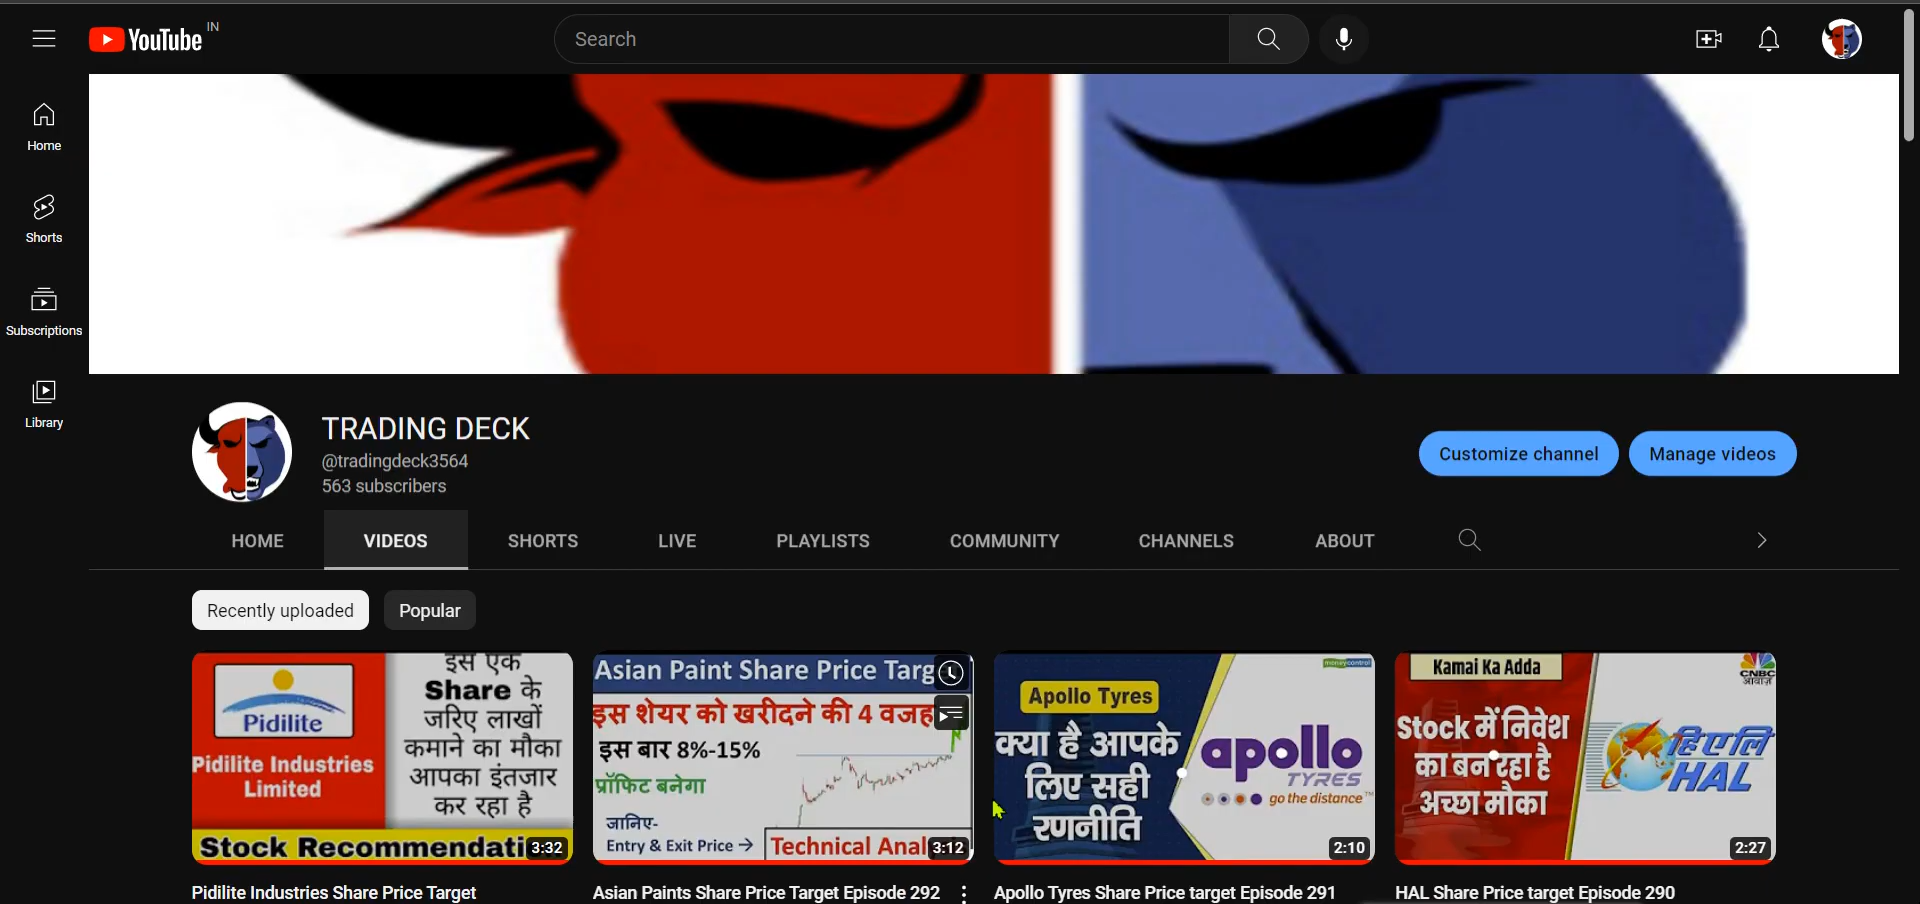 YouTube IN
Search
Home
Shorts
Subscriptions
Library
TRADING DECK
@tradingdeck3564
563 subscribers
Customize channel
Manage videos
HOME
VIDEOS
SHORTS
LIVE
PLAYLISTS
COMMUNITY
CHANNELS
ABOUT
Recently uploaded
Popular
Pidilite
Pidilite Industries
Limited
इस एक
Share के
जरिए लाखों
कमाने का मौका
आपका इंतजार
कर रहा है
Stock Recommendati
3:32
Pidilite Industries Share Price Target
Asian Paint Share Price Targ
इस शेयर को खरीदने की 4 वजह
इस बार 8%-15%
प्रॉफिट बनेगा
जानिए-
Entry & Exit Price →
Technical Anal
3:12
Asian Paints Share Price Target Episode 292
moneycontrol
Apollo Tyres
क्या है आपके
लिए सही
रणनीति
apollo
TYRES
go the distance™
2:10
Apollo Tyres Share Price target Episode 291
Kamai Ka Adda
CNBC
आवाज़
Stock में निवेश
का बन रहा है
अच्छा मौका
हिएलि
HAL
2:27
HAL Share Price target Episode 290